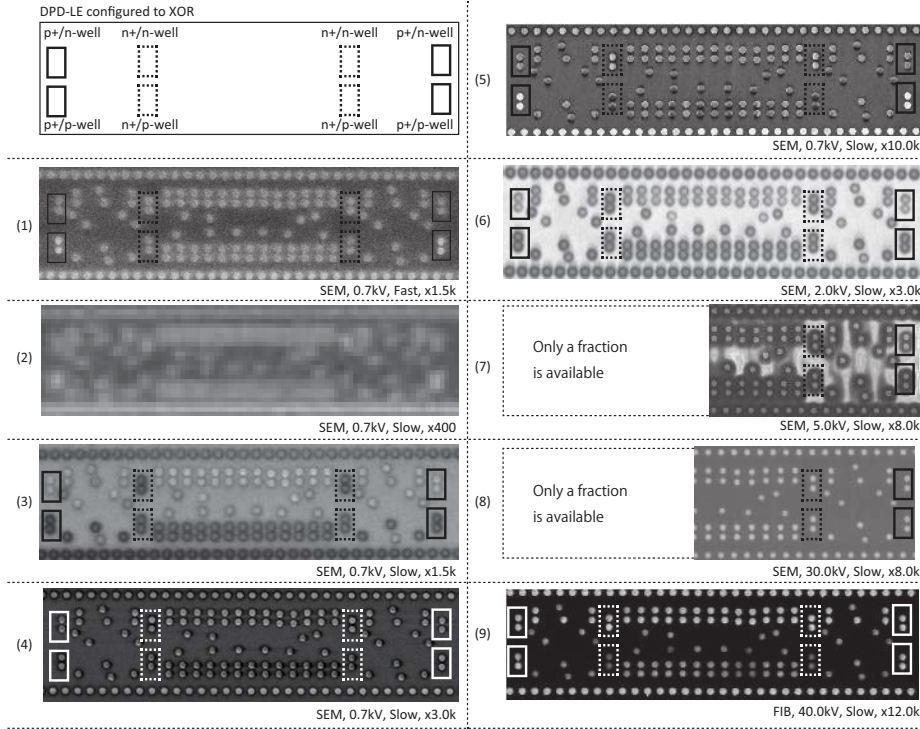 DPD-LE configured to XOR
p+/n-well n+/n-well n+/n-well p+/n-well
p+/p-well n+/p-well n+/p-well p+/p-well
(1)
SEM, 0.7kV, Fast, x1.5k
(2)
SEM, 0.7kV, Slow, x400
(3)
SEM, 0.7kV, Slow, x1.5k
(4)
SEM, 0.7kV, Slow, x3.0k
(5)
SEM, 0.7kV, Slow, x10.0k
(6)
SEM, 2.0kV, Slow, x3.0k
(7)
Only a fraction
is available
SEM, 5.0kV, Slow, x8.0k
(8)
Only a fraction
is available
SEM, 30.0kV, Slow, x8.0k
(9)
FIB, 40.0kV, Slow, x12.0k